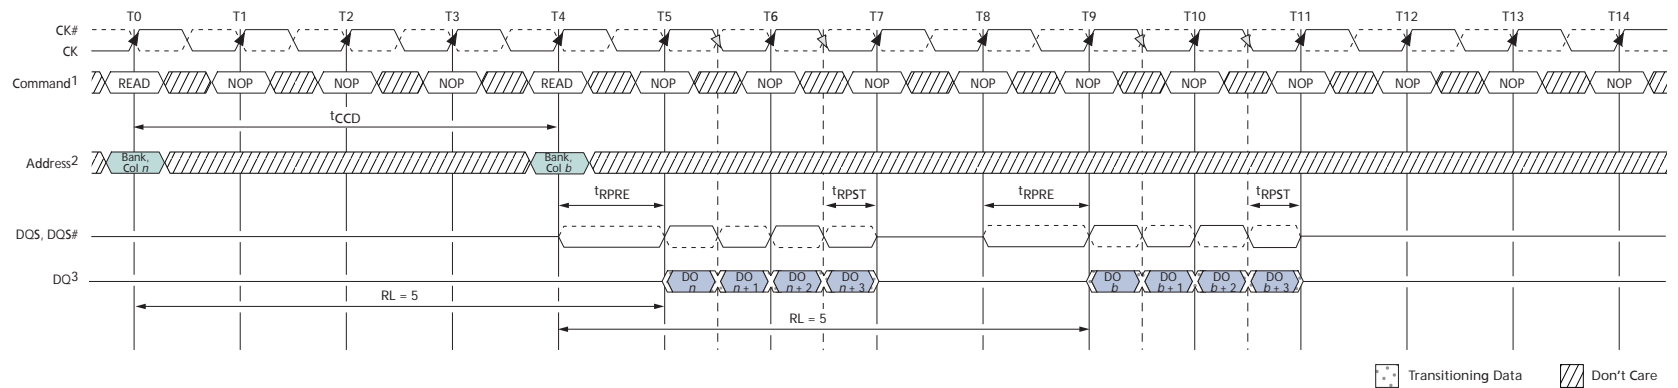 T0 T1 T2 T3 T4 T5 T6 T7 T8 T9 T10 T11 T12 T13 T14
CK#
CK
Command1 READ NOP NOP NOP READ NOP NOP NOP NOP NOP NOP NOP NOP NOP NOP
tCCD
Address2 Bank, Col n Bank, Col b
tRPRE tRPST tRPRE tRPST
DQS, DQS#
DQ3 DO n DO n + 1 DO n + 2 DO n + 3 DO b DO b + 1 DO b + 2 DO b + 3
RL = 5
RL = 5
Transitioning Data Don't Care